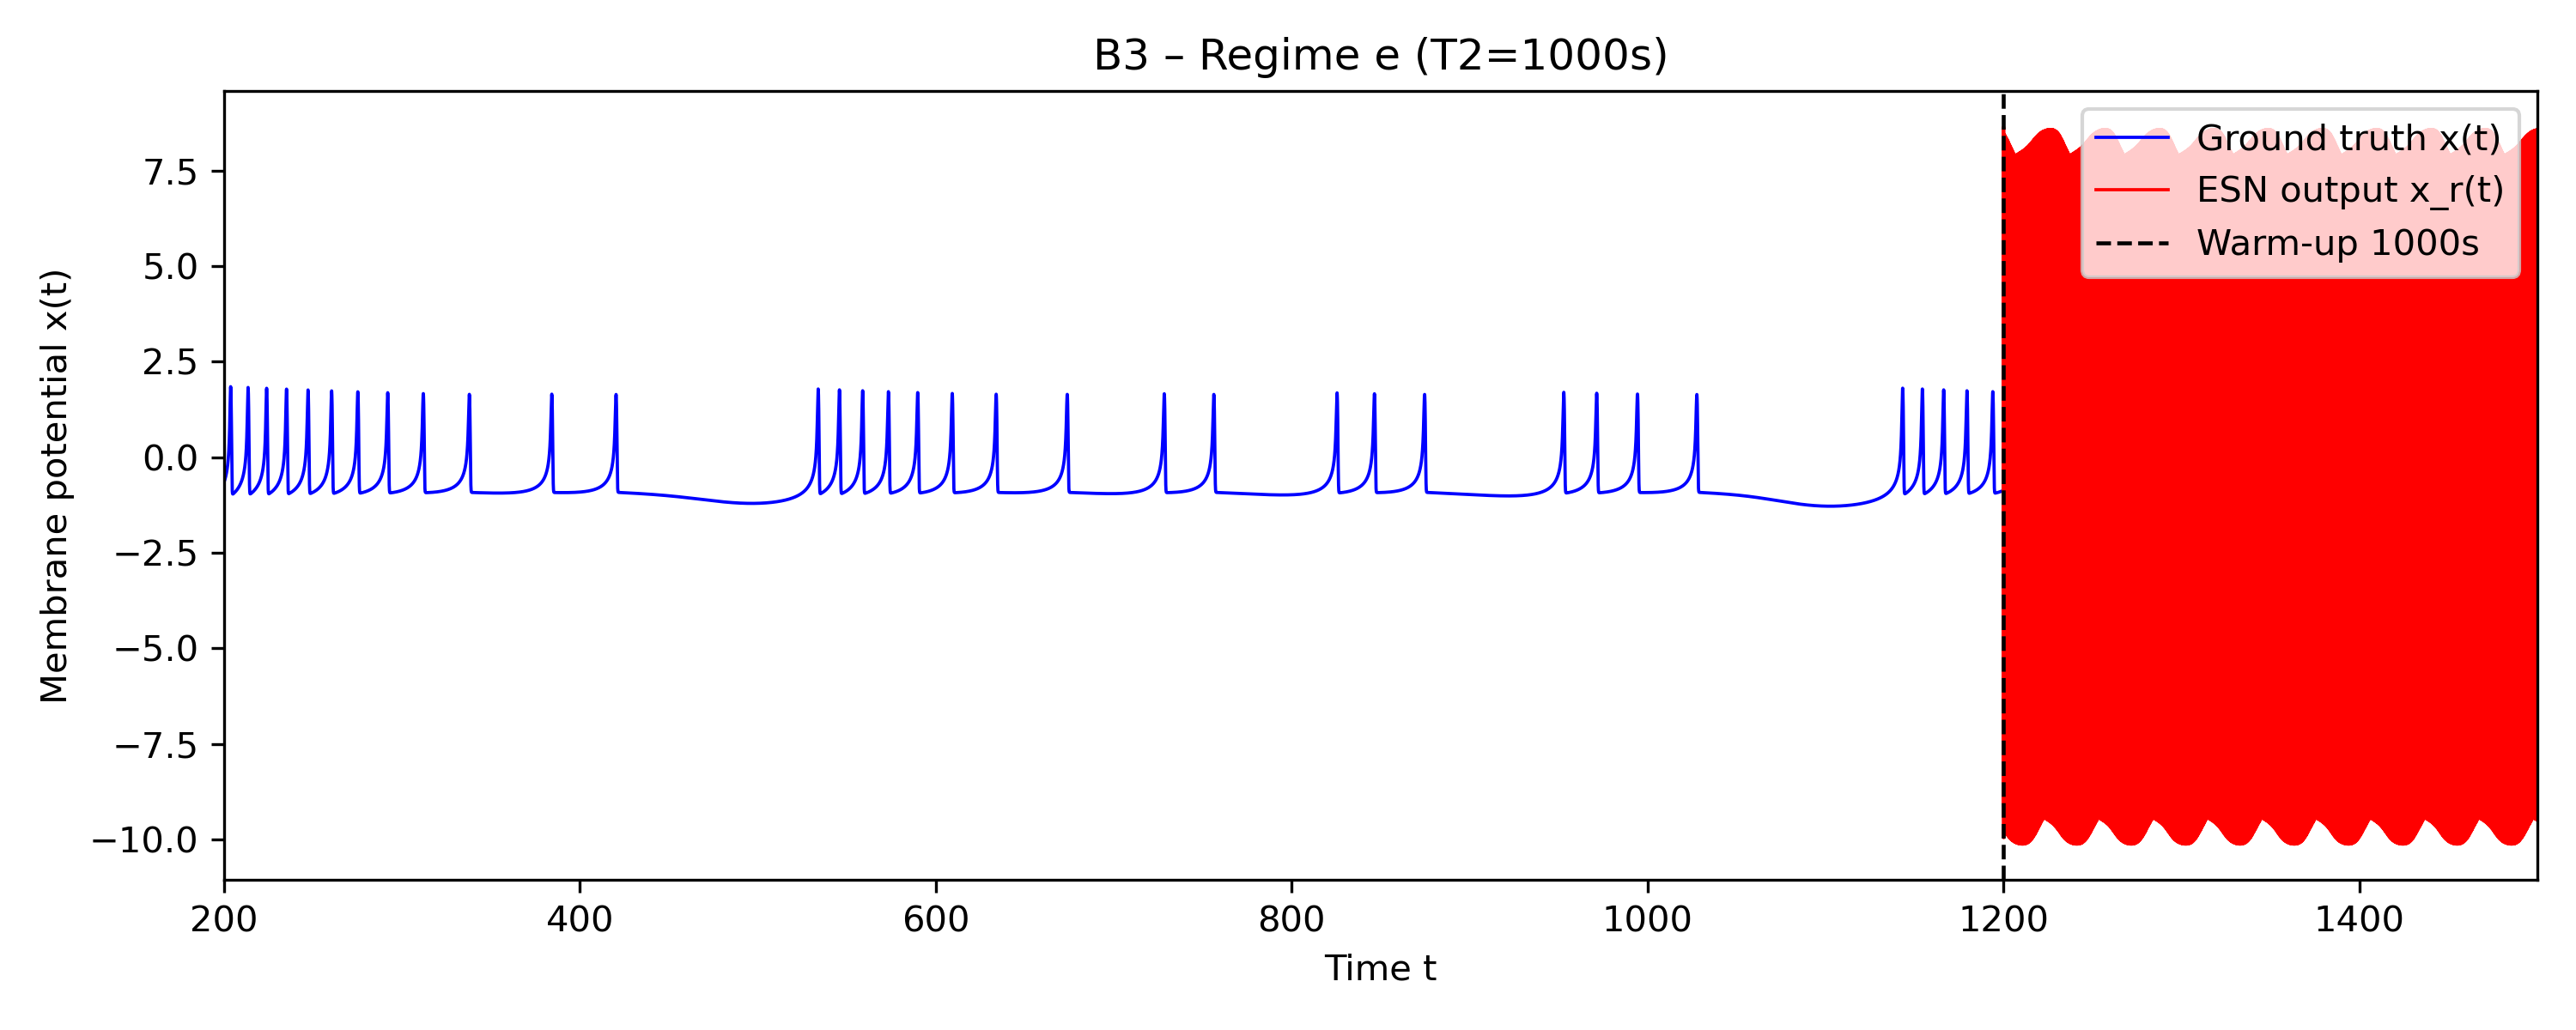 B3 – Regime e (T2=1000s)
Membrane potential x(t)
7.5
5.0
2.5
0.0
−2.5
−5.0
−7.5
−10.0
Ground truth x(t)
ESN output x_r(t)
Warm-up 1000s
200 400 600 800 1000 1200 1400
Time t